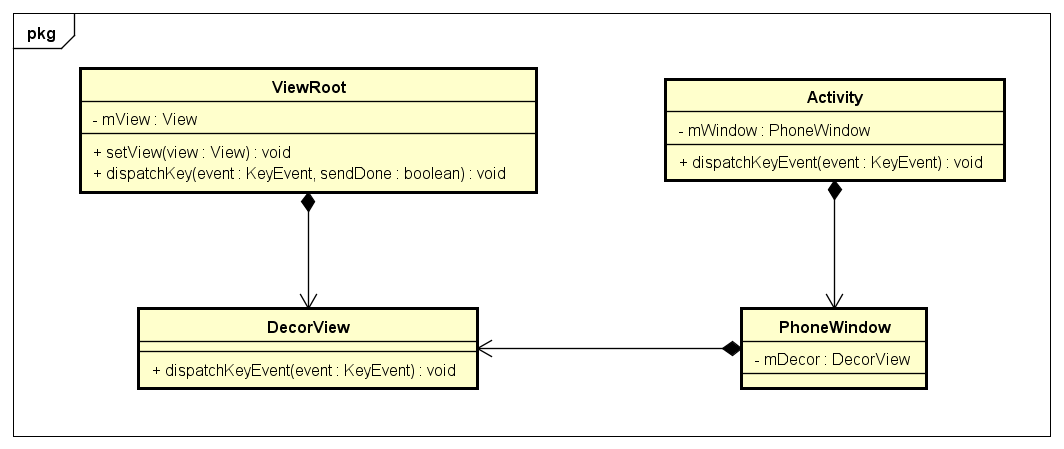 pkg
ViewRoot
- mView : View
+ setView(view : View) : void
+ dispatchKey(event : KeyEvent, sendDone : boolean) : void
Activity
- mWindow : PhoneWindow
+ dispatchKeyEvent(event : KeyEvent) : void
DecorView
+ dispatchKeyEvent(event : KeyEvent) : void
PhoneWindow
- mDecor : DecorView